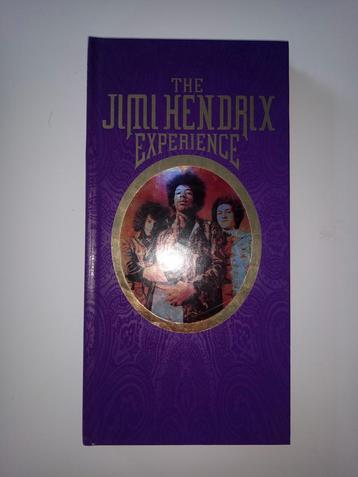 THE
JIMI HENDRIX
EXPERIENCE